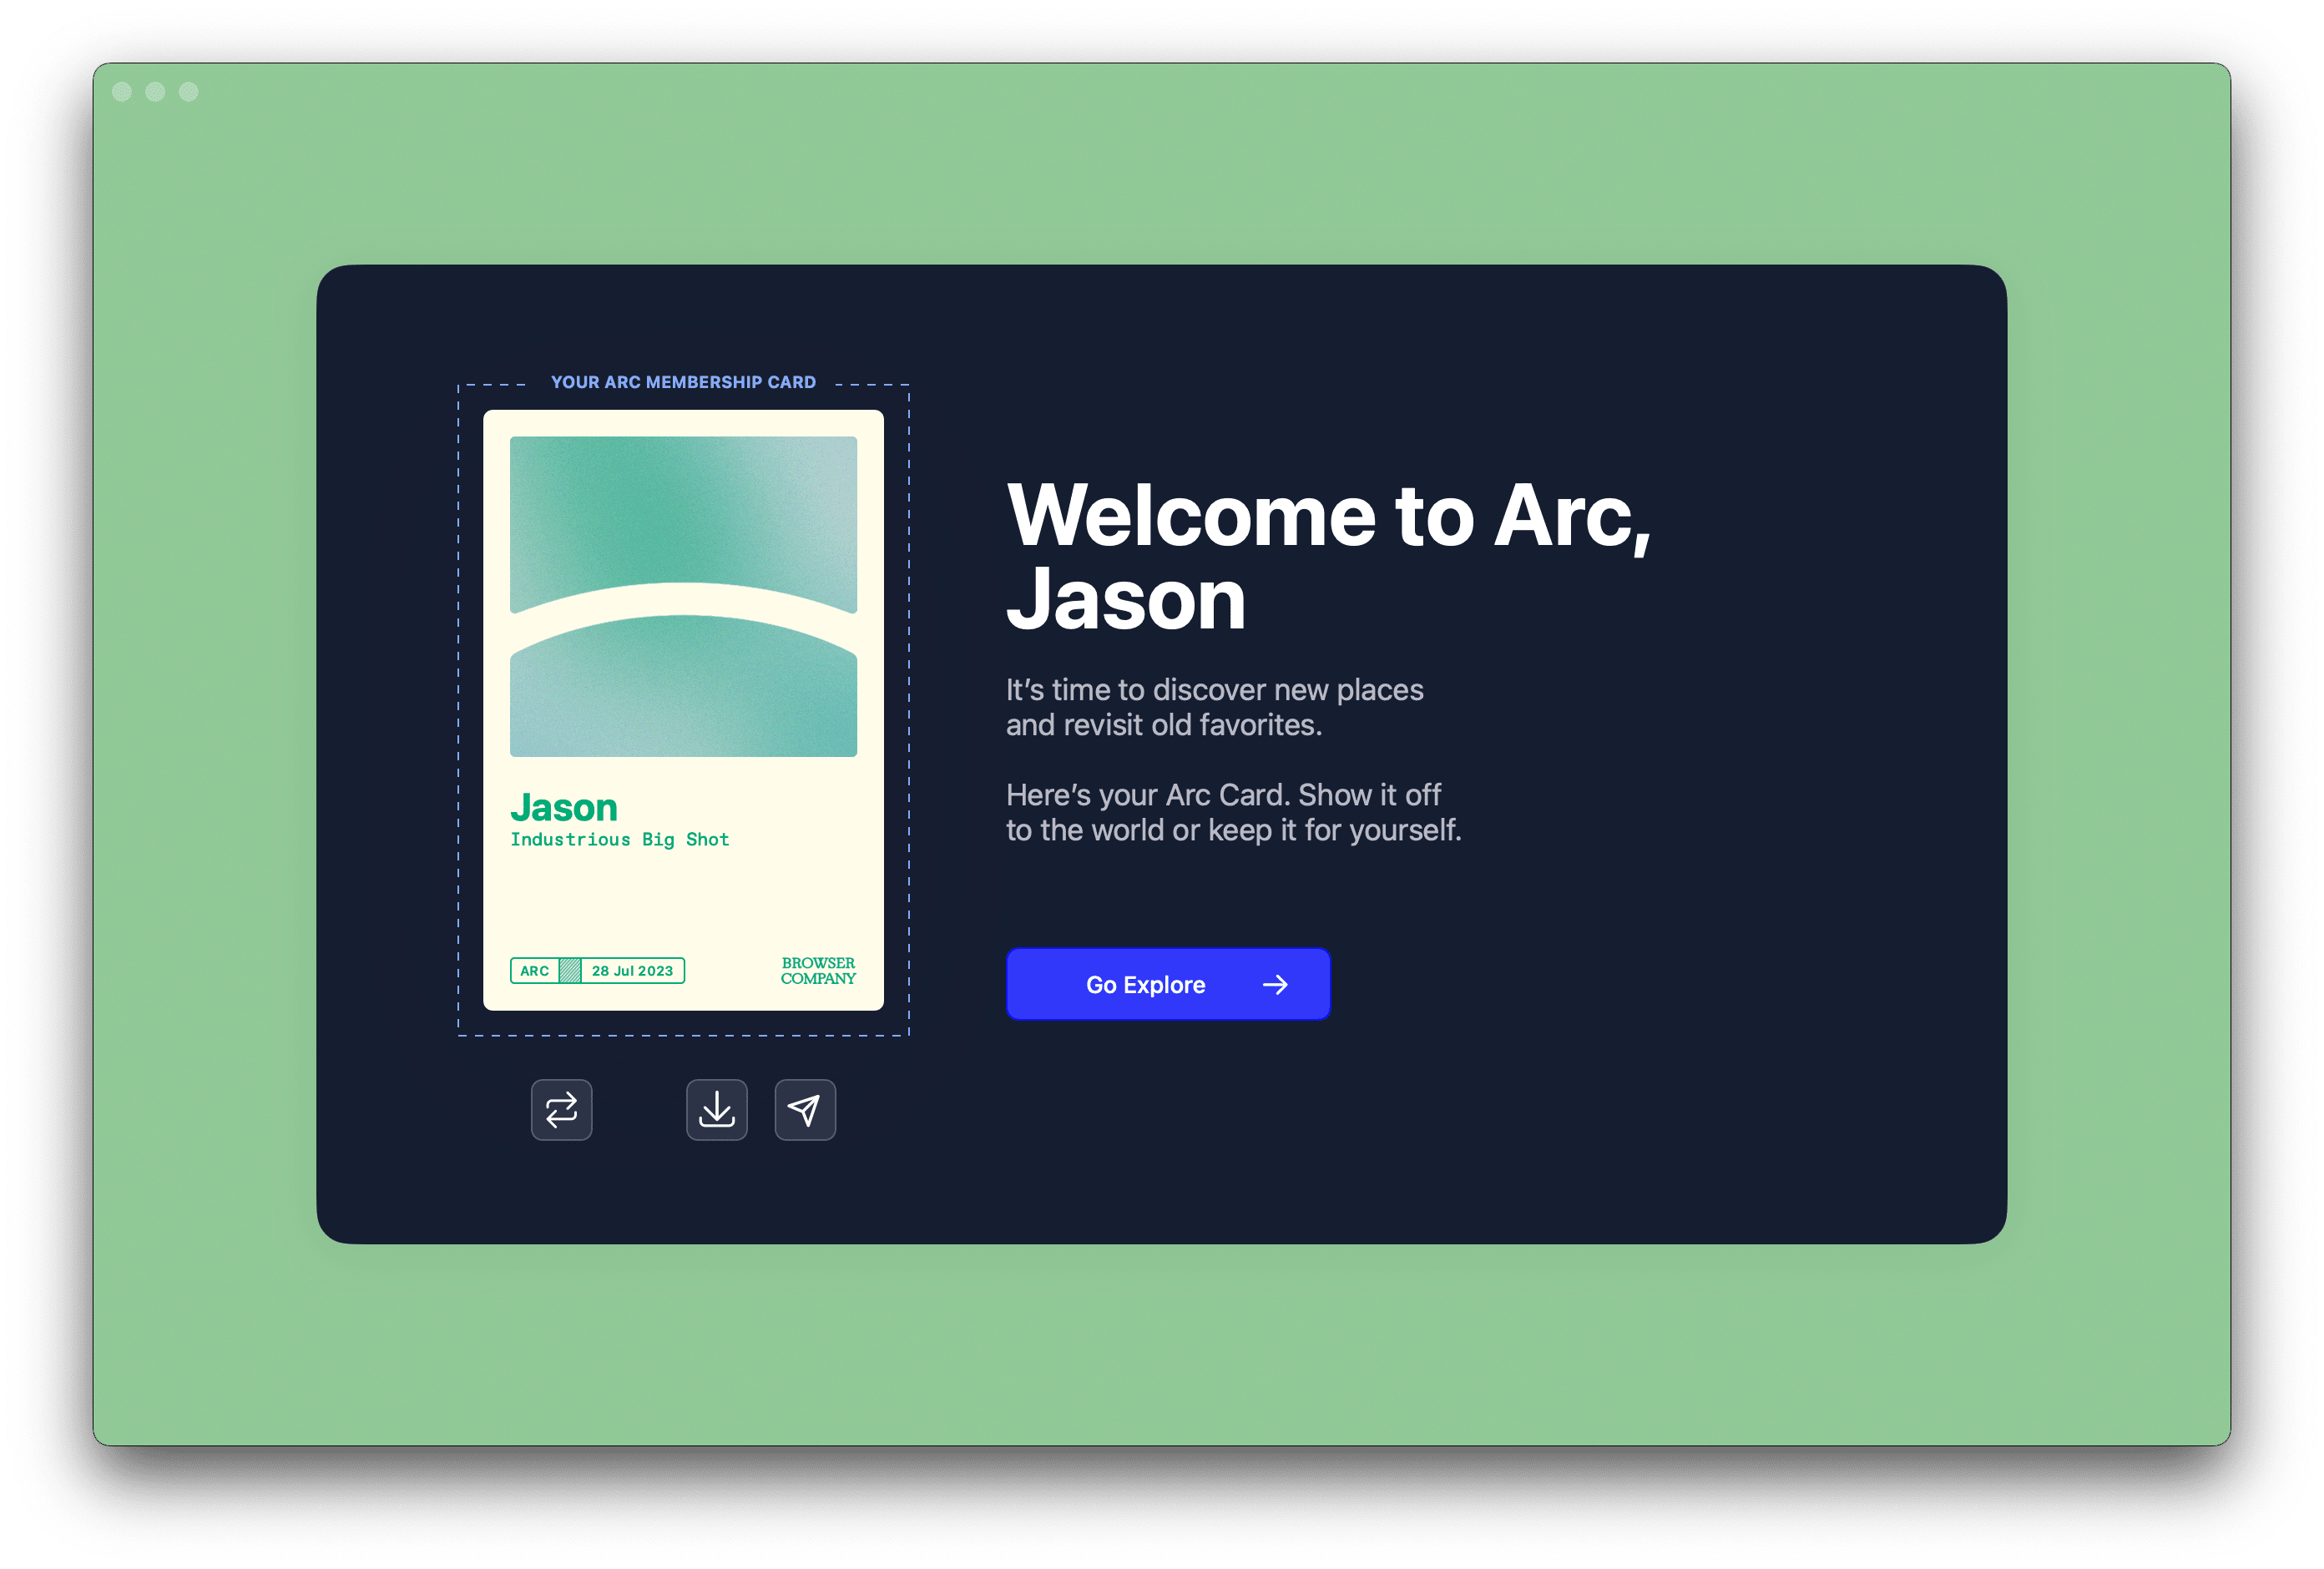 YOUR ARC MEMBERSHIP CARD
Jason
Industrious Big Shot
ARC 28 Jul 2023
BROWSER
COMPANY
Welcome to Arc,
Jason
It’s time to discover new places
and revisit old favorites.
Here’s your Arc Card. Show it off
to the world or keep it for yourself.
Go Explore